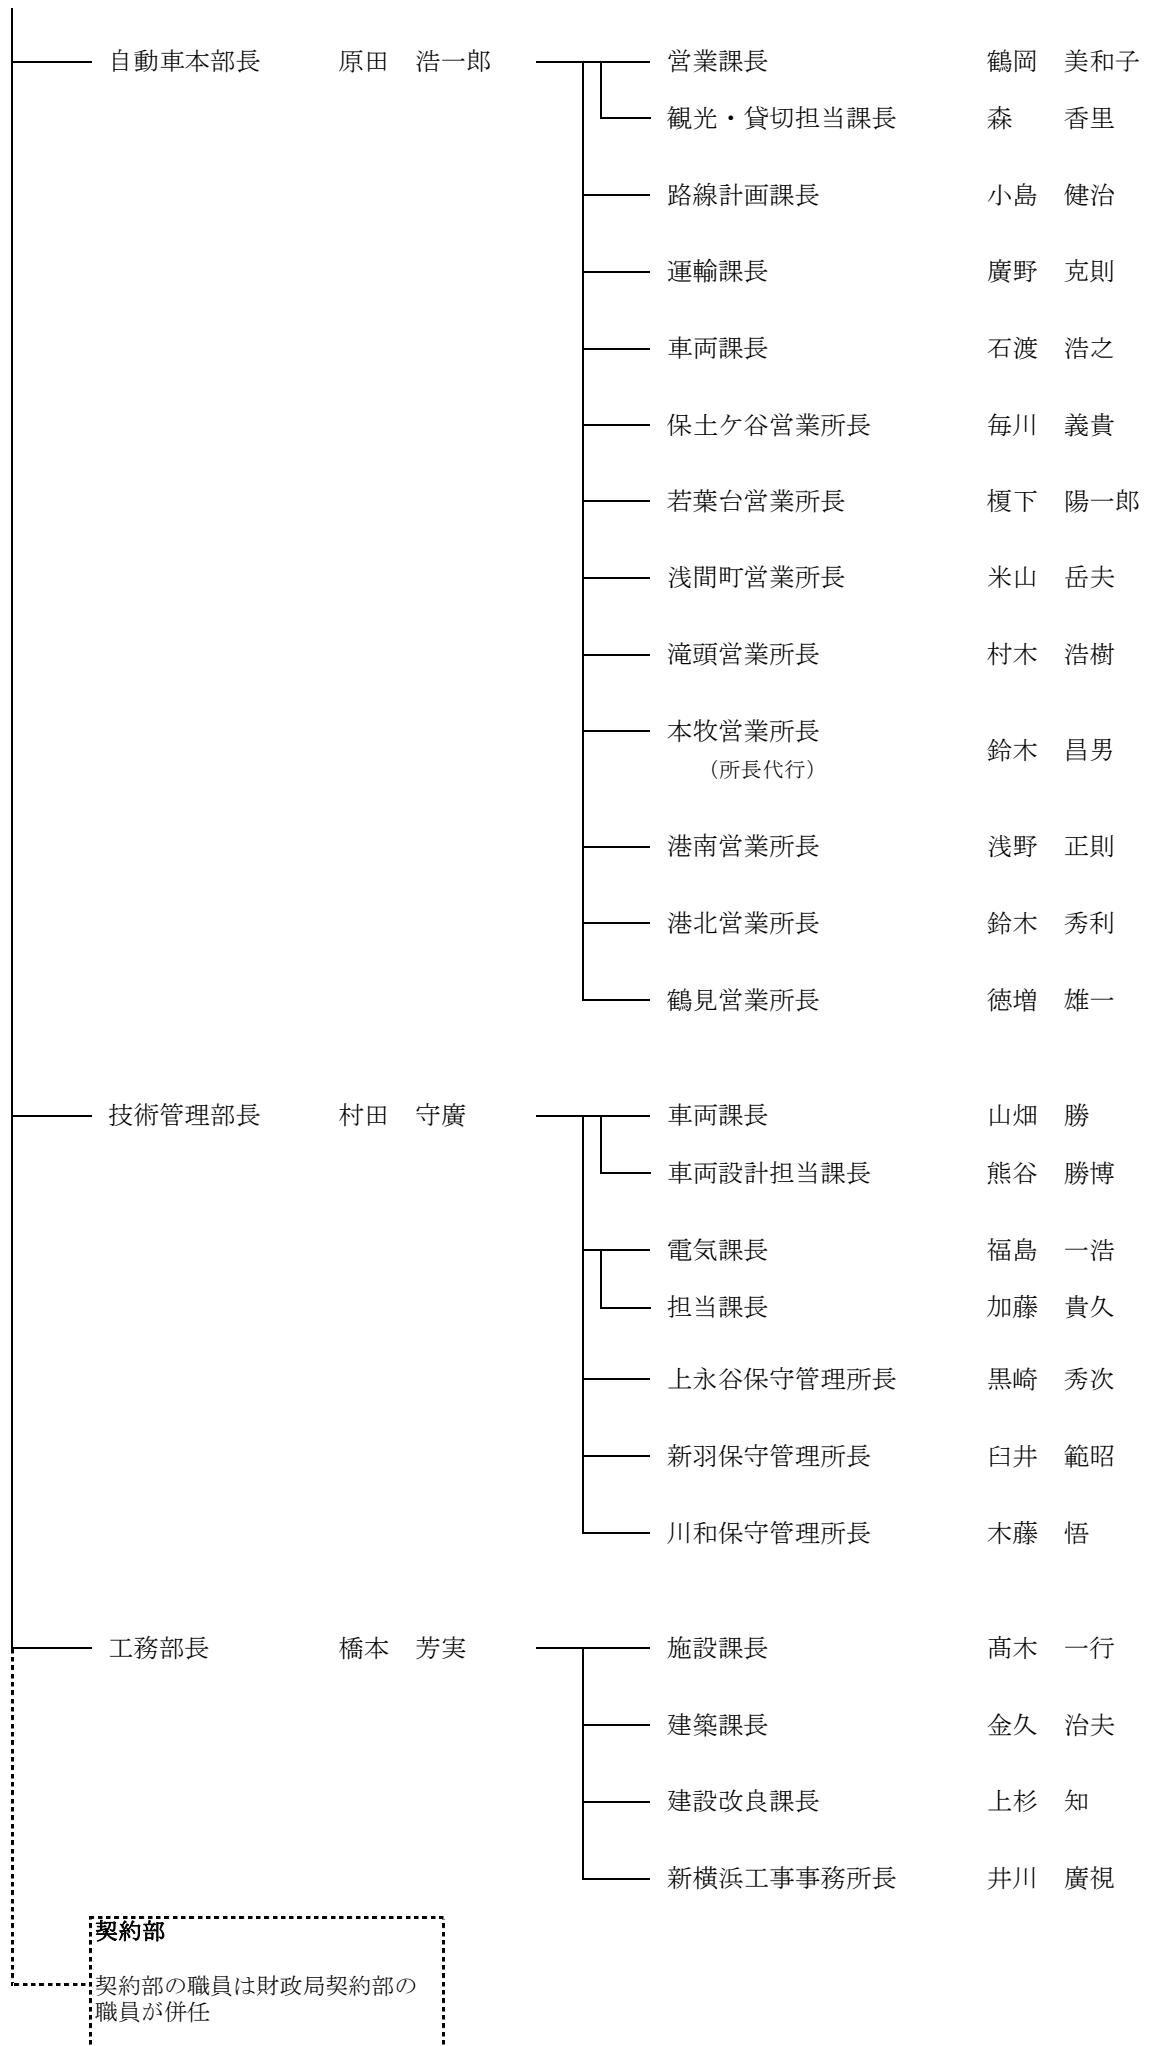 自動車本部長　原田　浩一郎　営業課長　鶴岡　美和子
観光・貸切担当課長　森　香里
路線計画課長　小島　健治
運輸課長　廣野　克則
車両課長　石渡　浩之
保土ケ谷営業所長　毎川　義貴
若葉台営業所長　榎下　陽一郎
浅間町営業所長　米山　岳夫
滝頭営業所長　村木　浩樹
本牧営業所長
（所長代行）　鈴木　昌男
港南営業所長　浅野　正則
港北営業所長　鈴木　秀利
鶴見営業所長　徳増　雄一
技術管理部長　村田　守廣　車両課長　山畑　勝
車両設計担当課長　熊谷　勝博
電気課長　福島　一浩
担当課長　加藤　貴久
上永谷保守管理所長　黒崎　秀次
新羽保守管理所長　臼井　範昭
川和保守管理所長　木藤　悟
工務部長　橋本　芳実　施設課長　髙木　一行
建築課長　金久　治夫
建設改良課長　上杉　知
新横浜工事事務所長　井川　廣視
契約部
契約部の職員は財政局契約部の
職員が併任